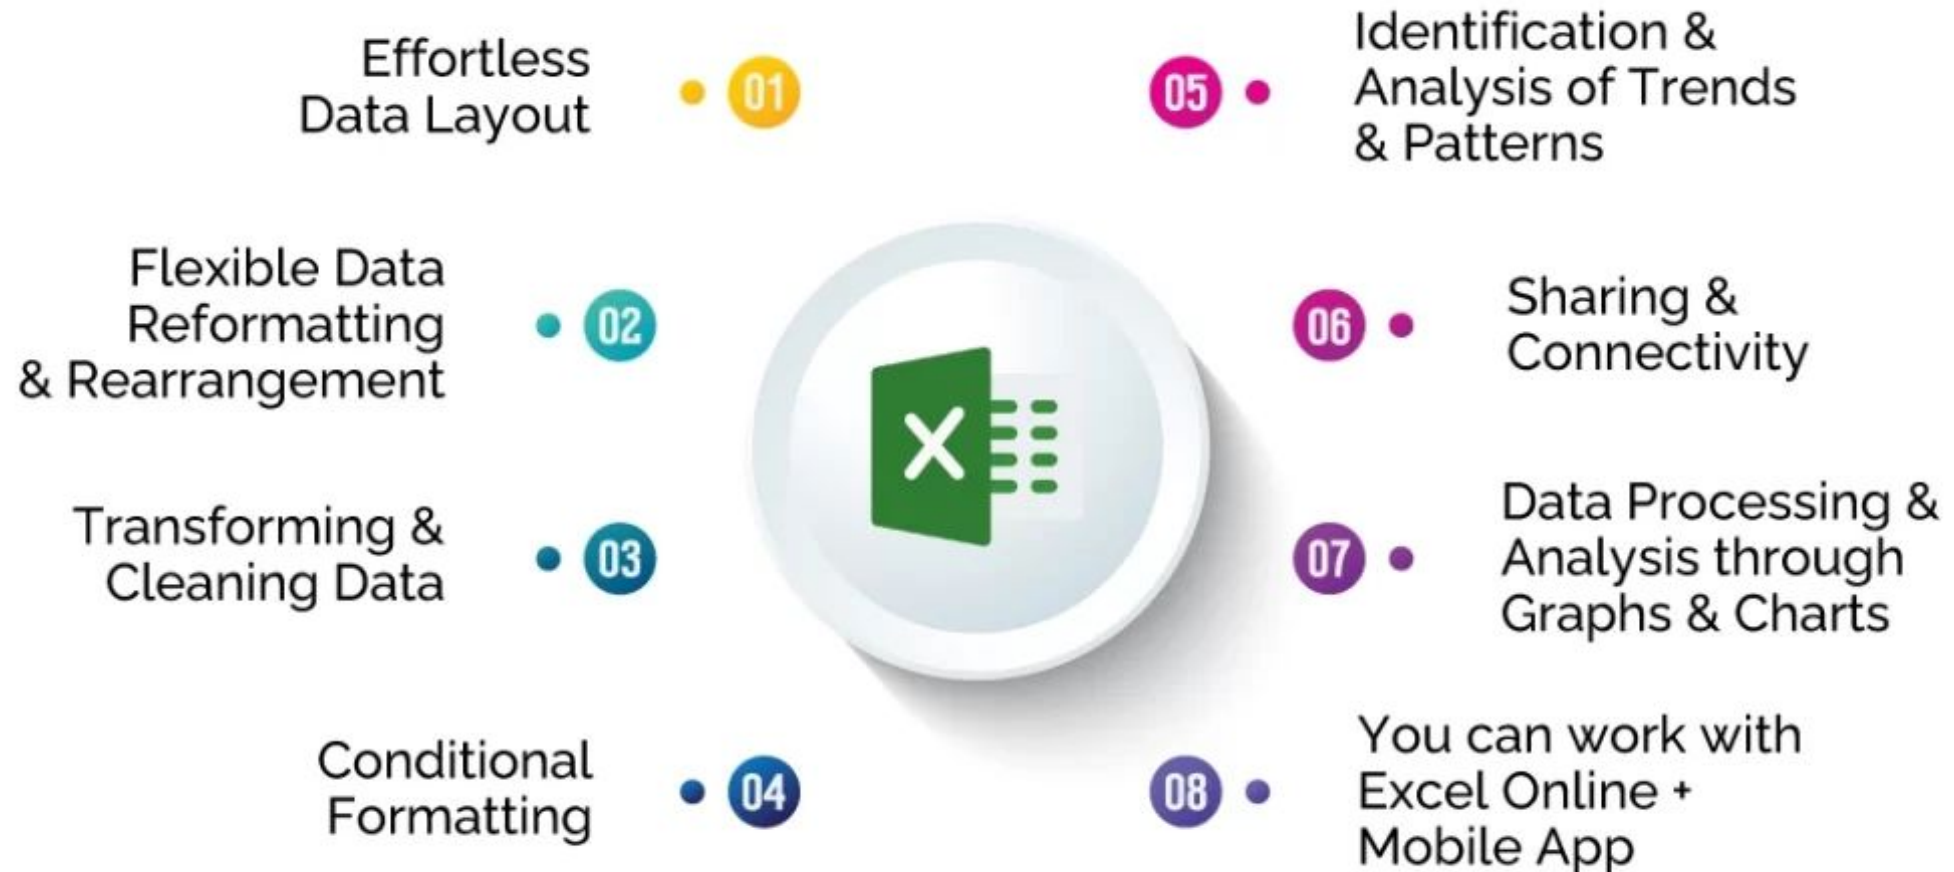 Effortless
Data Layout
01
Flexible Data
Reformatting
& Rearrangement
02
Transforming &
Cleaning Data
03
Conditional
Formatting
04
X
05
Identification &
Analysis of Trends
& Patterns
06
Sharing &
Connectivity
07
Data Processing &
Analysis through
Graphs & Charts
08
You can work with
Excel Online +
Mobile App